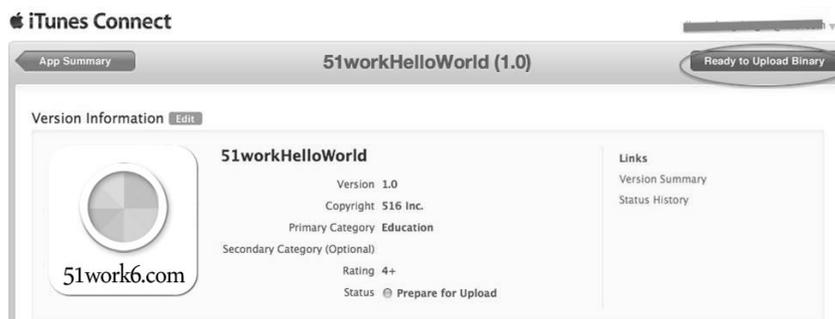 iTunes Connect
App Summary
51workHelloWorld (1.0)
Ready to Upload Binary
Version Information Edit
51work6.com
51workHelloWorld
Version 1.0
Copyright 516 Inc.
Primary Category Education
Secondary Category (Optional)
Rating 4+
Status Prepare for Upload
Links
Version Summary
Status History